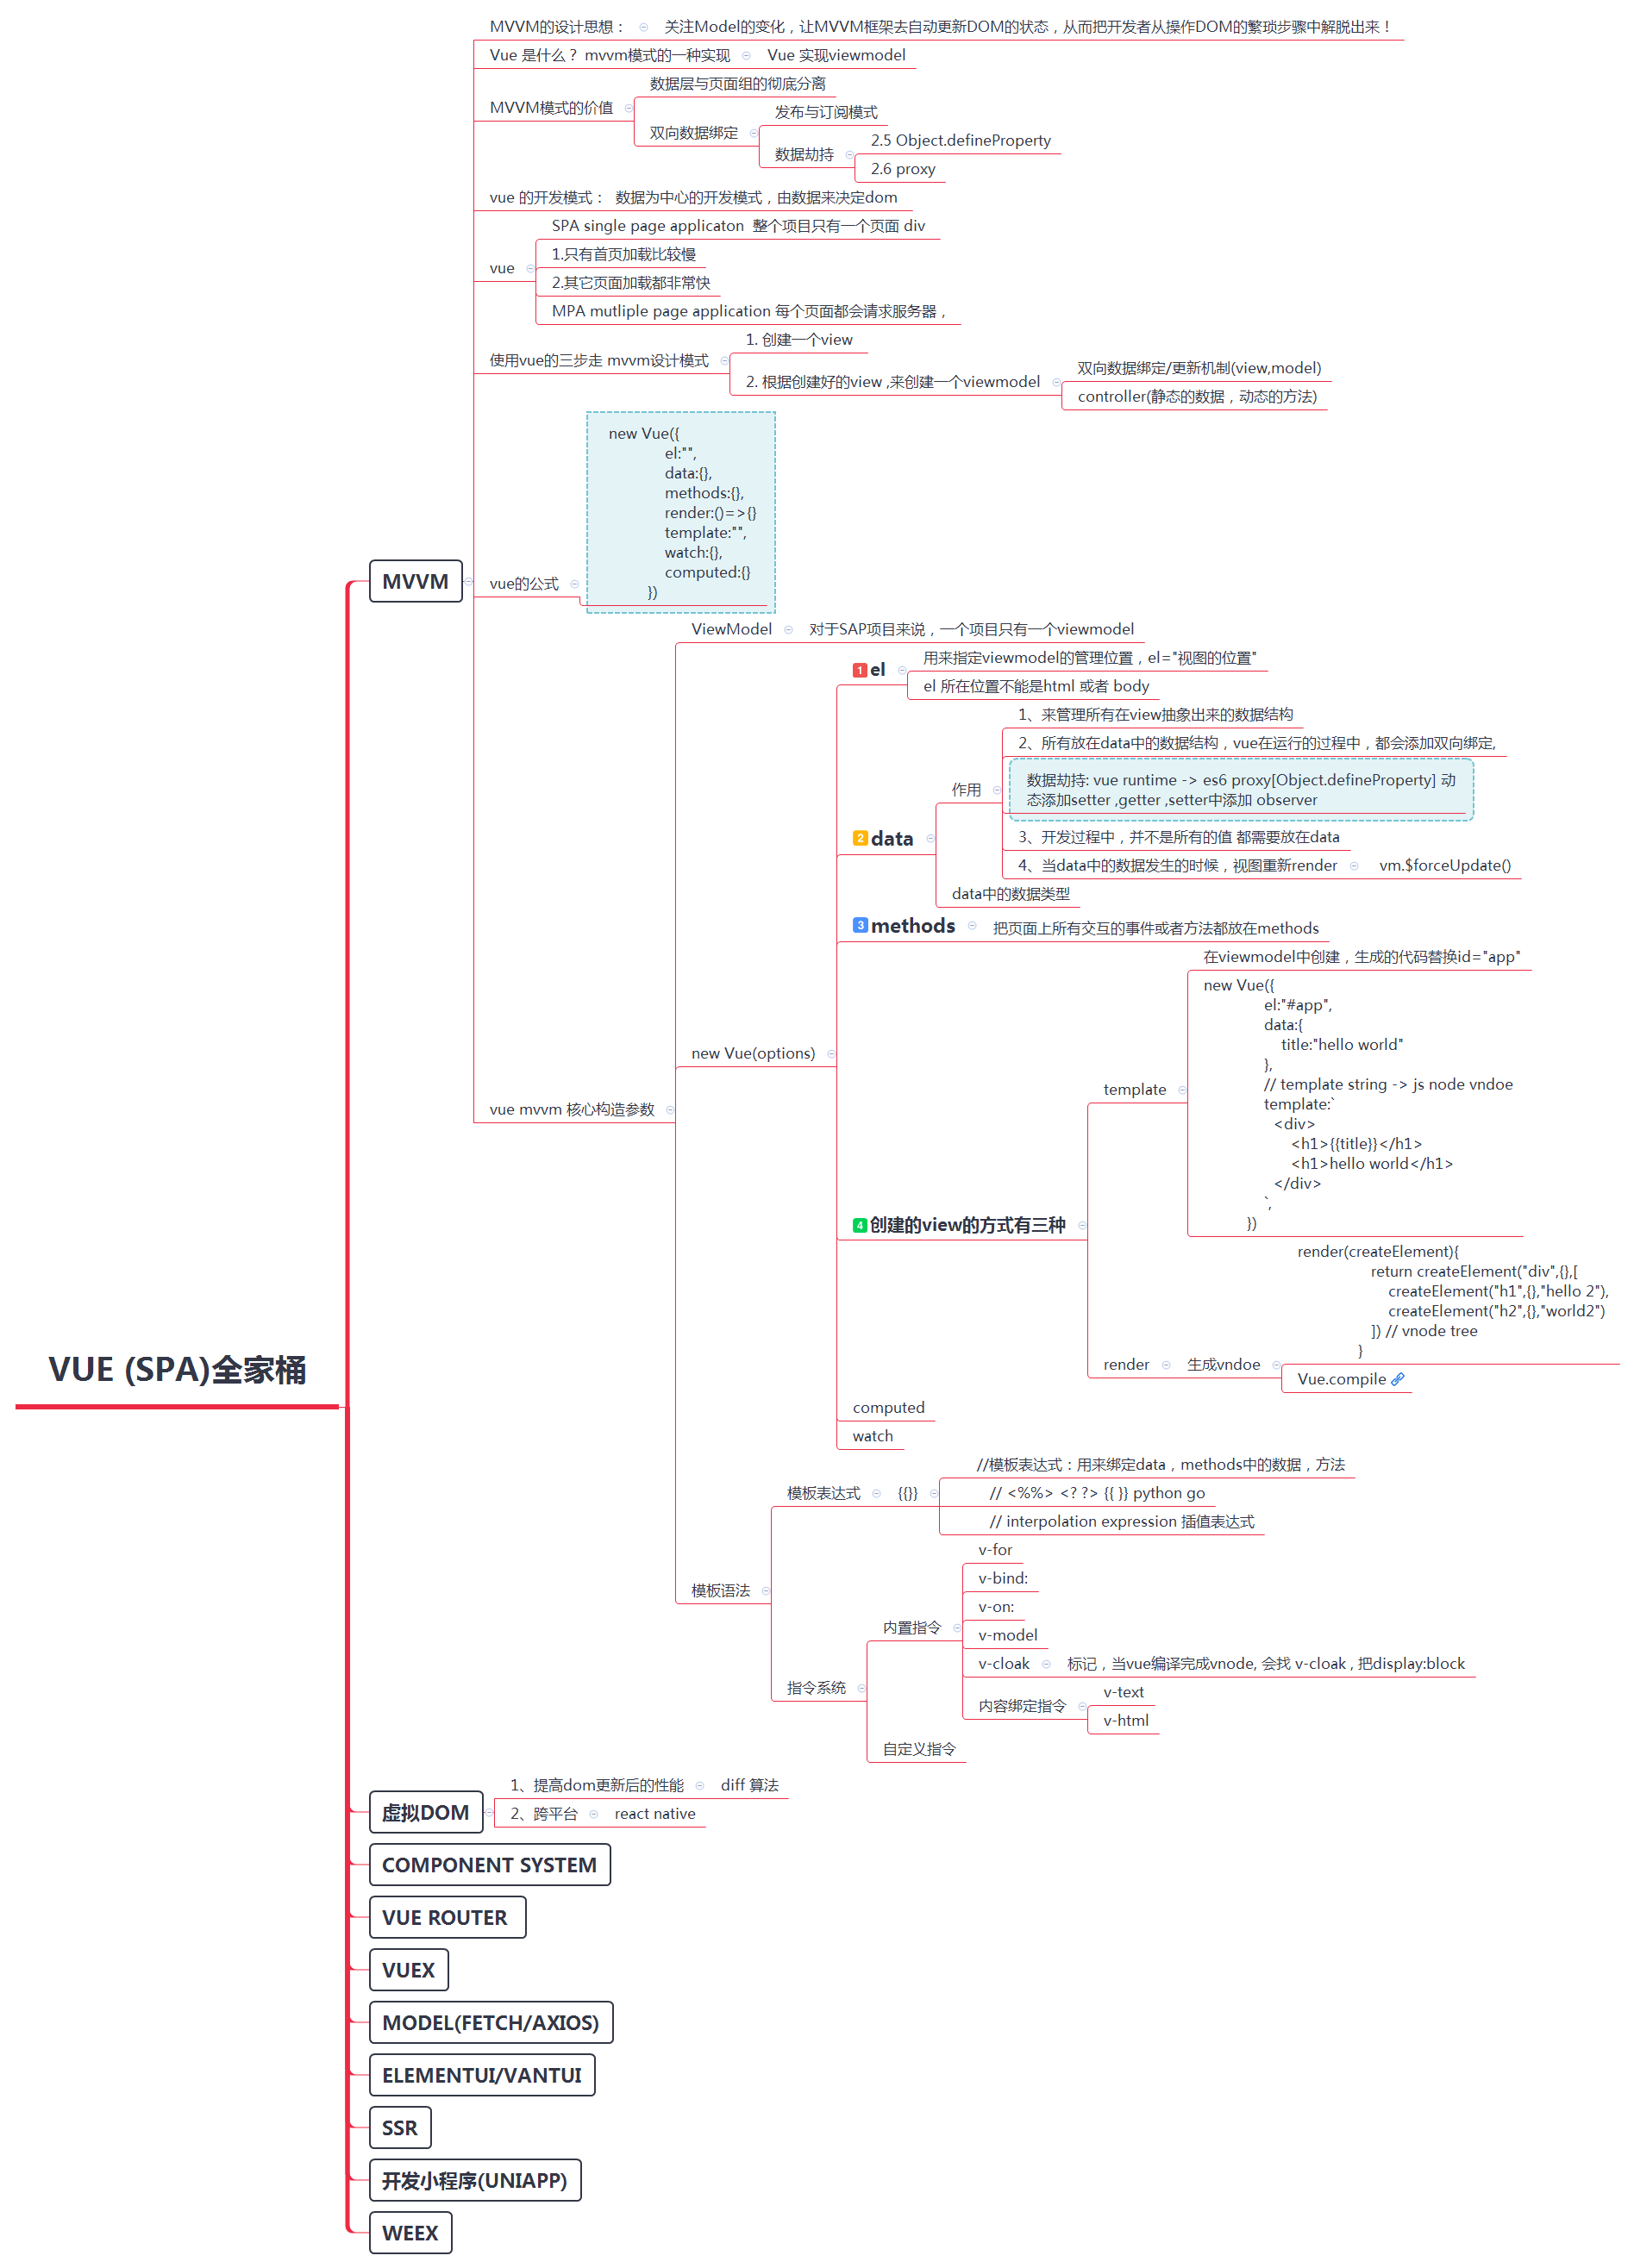 VUE (SPA)全家桶
MVVM
MVVM的设计思想：
关注Model的变化，让MVVM框架去自动更新DOM的状态，从而把开发者从操作DOM的繁琐步骤中解脱出来！
Vue 是什么？ mvvm模式的一种实现
Vue 实现viewmodel
MVVM模式的价值
数据层与页面组的彻底分离
双向数据绑定
发布与订阅模式
数据劫持
2.5 Object.defineProperty
2.6 proxy
vue 的开发模式： 数据为中心的开发模式，由数据来决定dom
vue
SPA single page applicaton 整个项目只有一个页面 div
1.只有首页加载比较慢
2.其它页面加载都非常快
MPA mutliple page application 每个页面都会请求服务器，
使用vue的三步走 mvvm设计模式
1. 创建一个view
2. 根据创建好的view ,来创建一个viewmodel
双向数据绑定/更新机制(view,model)
controller(静态的数据，动态的方法)
vue的公式
new Vue({
el:"",
data:{},
methods:{},
render:()=>{}
template:"",
watch:{},
computed:{}
})
vue mvvm 核心构造参数
ViewModel
对于SAP项目来说，一个项目只有一个viewmodel
new Vue(options)
1 el
用来指定viewmodel的管理位置，el="视图的位置"
el 所在位置不能是html 或者 body
2 data
作用
1、来管理所有在view抽象出来的数据结构
2、所有放在data中的数据结构，vue在运行的过程中，都会添加双向绑定,
数据劫持: vue runtime -> es6 proxy[Object.defineProperty] 动
态添加setter ,getter ,setter中添加 observer
3、开发过程中，并不是所有的值 都需要放在data
4、当data中的数据发生的时候，视图重新render
vm.$forceUpdate()
data中的数据类型
3 methods
把页面上所有交互的事件或者方法都放在methods
4 创建的view的方式有三种
template
在viewmodel中创建，生成的代码替换id="app"
new Vue({
el:"#app",
data:{
title:"hello world"
},
// template string -> js node vndoe
template:`
<div>
<h1>{{title}}</h1>
<h1>hello world</h1>
</div>
`,
})
render
生成vndoe
render(createElement){
return createElement("div",{},[
createElement("h1",{},"hello 2"),
createElement("h2",{},"world2")
]) // vnode tree
}
Vue.compile
computed
watch
模板语法
模板表达式
{{}}
//模板表达式：用来绑定data，methods中的数据，方法
// <%%> <? ?> {{ }} python go
// interpolation expression 插值表达式
指令系统
内置指令
v-for
v-bind:
v-on:
v-model
v-cloak
标记，当vue编译完成vnode, 会找 v-cloak , 把display:block
内容绑定指令
v-text
v-html
自定义指令
虚拟DOM
1、提高dom更新后的性能
diff 算法
2、跨平台
react native
COMPONENT SYSTEM
VUE ROUTER
VUEX
MODEL(FETCH/AXIOS)
ELEMENTUI/VANTUI
SSR
开发小程序(UNIAPP)
WEEX